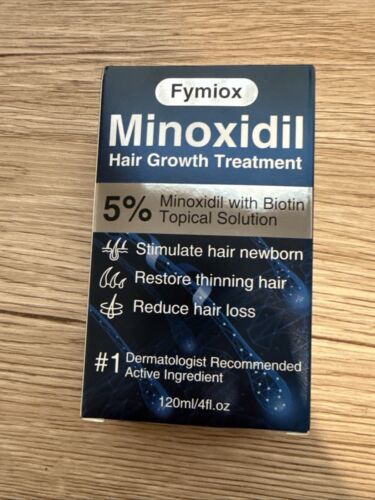 Fymiox
Minoxidil
Hair Growth Treatment
5% Minoxidil with Biotin
Topical Solution
Stimulate hair newborn
Restore thinning hair
Reduce hair loss
#1 Dermatologist Recommended
Active Ingredient
120ml/4fl.oz